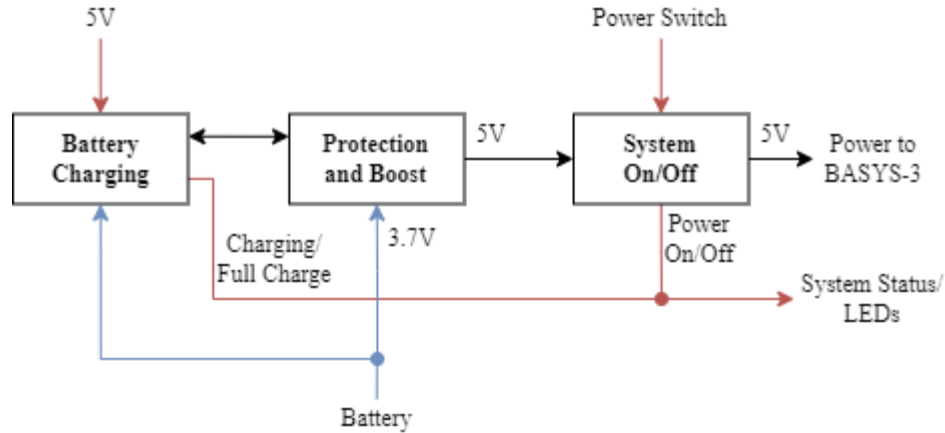 5V
Power Switch
Battery
Charging
Protection
and Boost
5V
System
On/Off
5V
Power to
BASYS-3
Charging/
Full Charge
3.7V
Power
On/Off
System Status/
LEDs
Battery